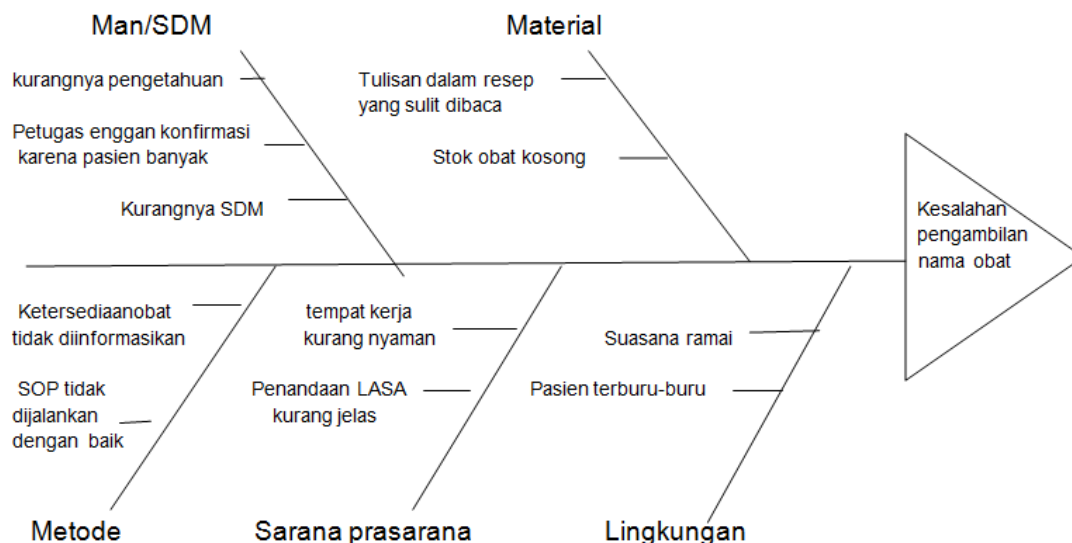 Man/SDM
kurangnya pengetahuan
Petugas enggan konfirmasi
karena pasien banyak
Kurangnya SDM
Material
Tulisan dalam resep
yang sulit dibaca
Stok obat kosong
Kesalahan
pengambilan
nama obat
Ketersediaanobat
tidak diinformasikan
SOP tidak
dijalankan
dengan baik
Metode
tempat kerja
kurang nyaman
Penandaan LASA
kurang jelas
Sarana prasarana
Suasana ramai
Pasien terburu-buru
Lingkungan